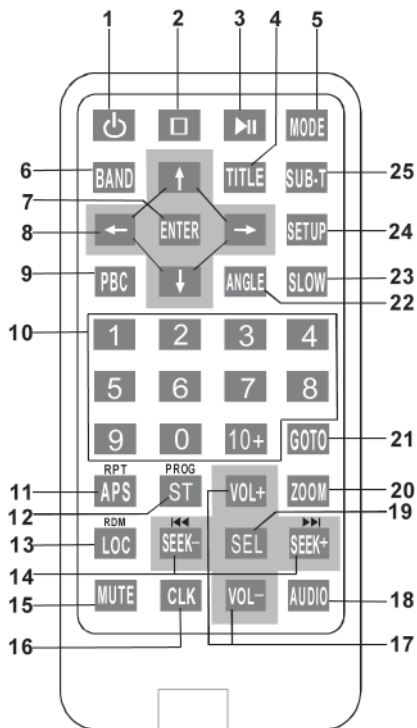 1 2 3 4 5
MODE
6 BAND TITLE SUB-T 25
7
8 ENTER SETUP 24
9 PBC ANGLE SLOW 23
22
10 1 2 3 4
5 6 7 8
9 0 10+ GOTO 21
RPT PROG
11 APS ST VOL+ ZOOM 20
12 19
RDM
13 LOC SEEK- SEL SEEK+
14
15 MUTE CLK VOL- AUDIO 18
16 17